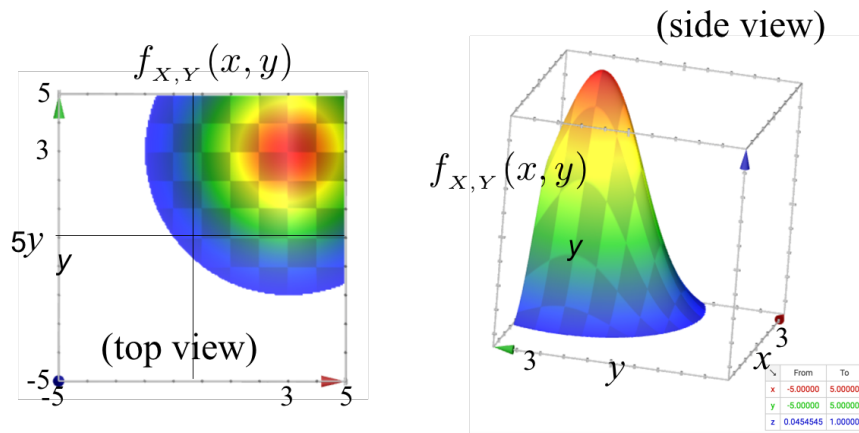 (side view)
f_{X,Y}(x, y)
5
3
5y
y
(top view)
-5
-5
3
5
f_{X,Y}(x, y)
y
3
y
x
3
From To
x -5.00000 5.00000
y -5.00000 5.00000
z 0.0454545 1.00000